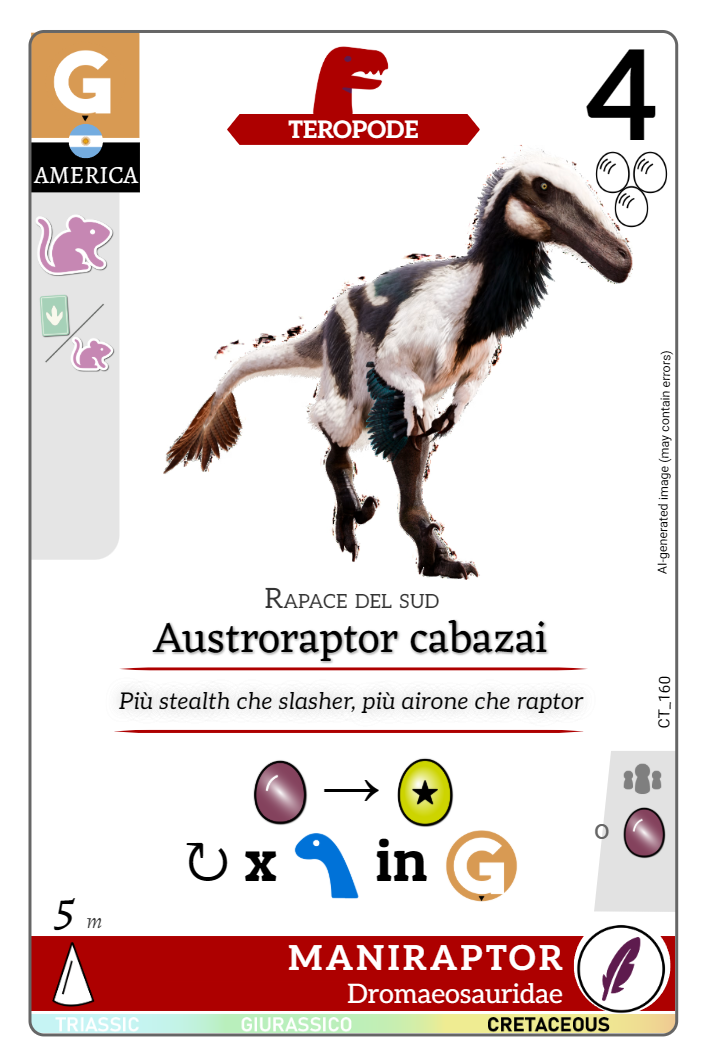 G
AMERICA
TEROPODE
4
AI-generated image (may contain errors)
RAPACE DEL SUD
Austroraptor cabazai
Più stealth che slasher, più airone che raptor
CT_160
x in G
o
5 m
MANIRAPTOR
Dromaeosauridae
TRIASSIC GIURASSICO CRETACEOUS